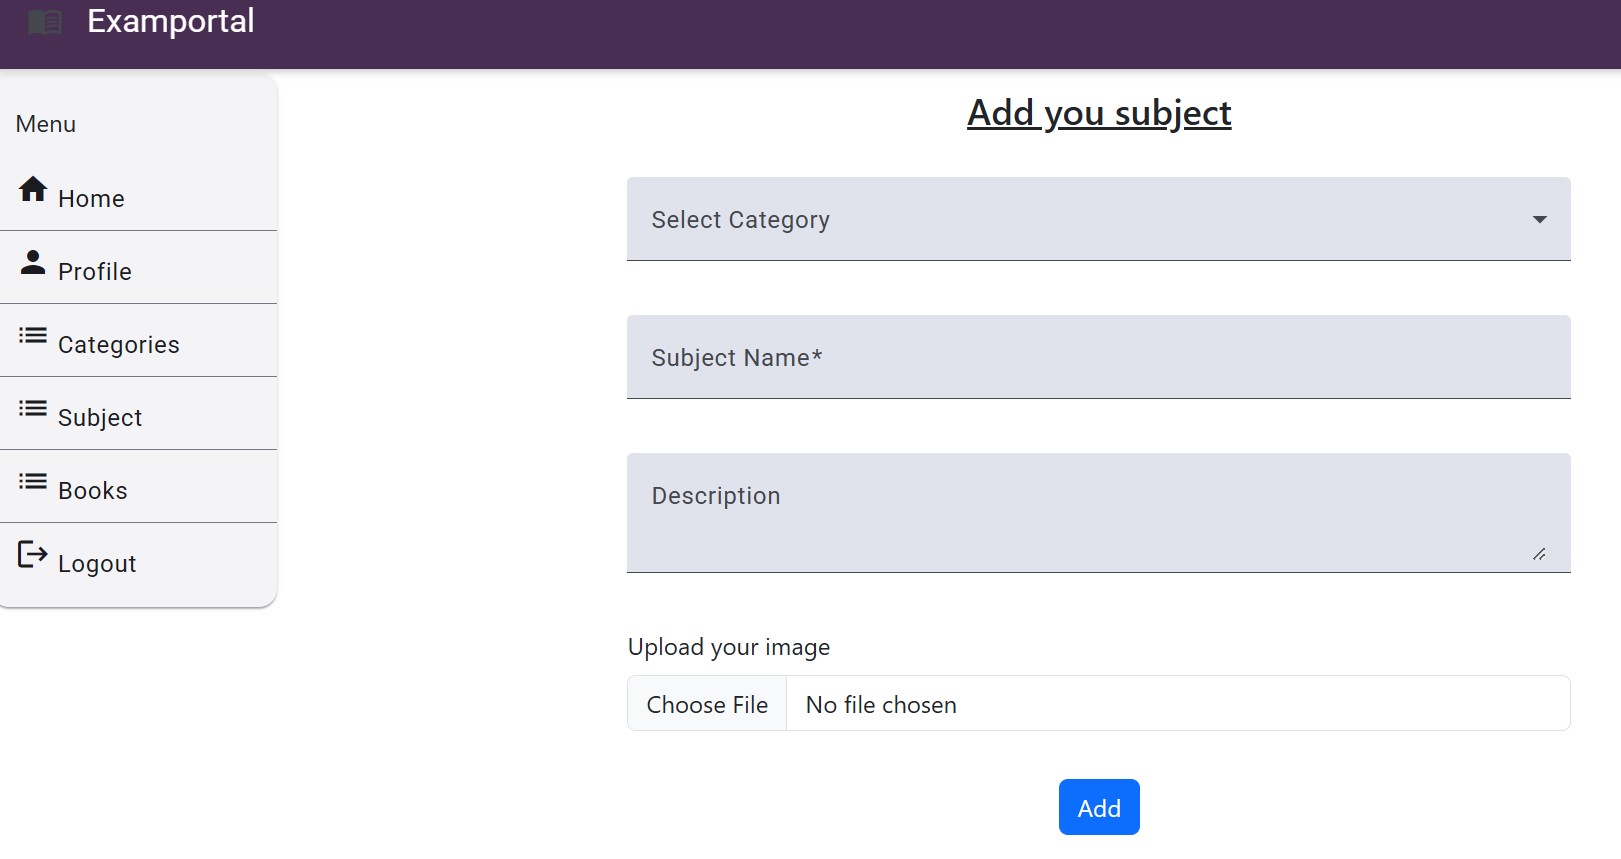 Examportal
Menu
Home
Profile
Categories
Subject
Books
Logout
Add you subject
Select Category
Subject Name*
Description
Upload your image
Choose File No file chosen
Add